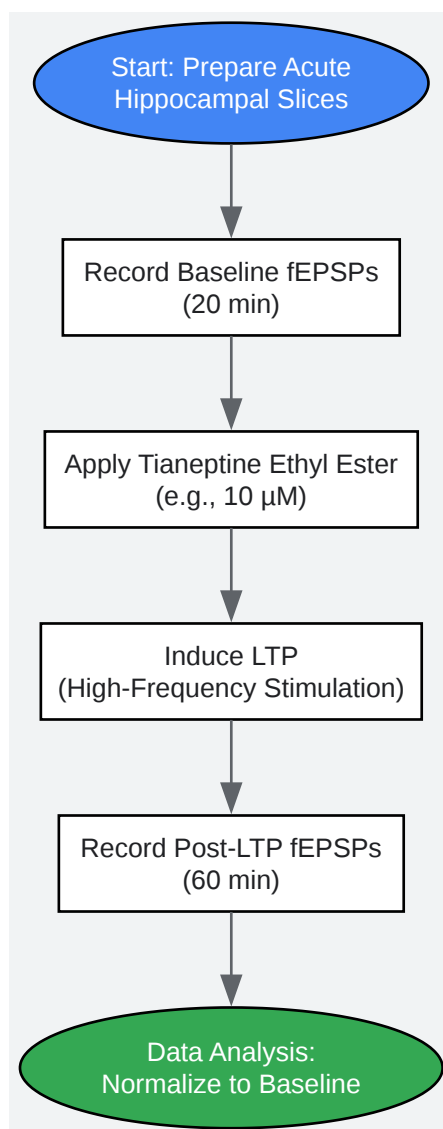 Start: Prepare Acute
Hippocampal Slices
Record Baseline fEPSPs
(20 min)
Apply Tianeptine Ethyl Ester
(e.g., 10 µM)
Induce LTP
(High-Frequency Stimulation)
Record Post-LTP fEPSPs
(60 min)
Data Analysis:
Normalize to Baseline